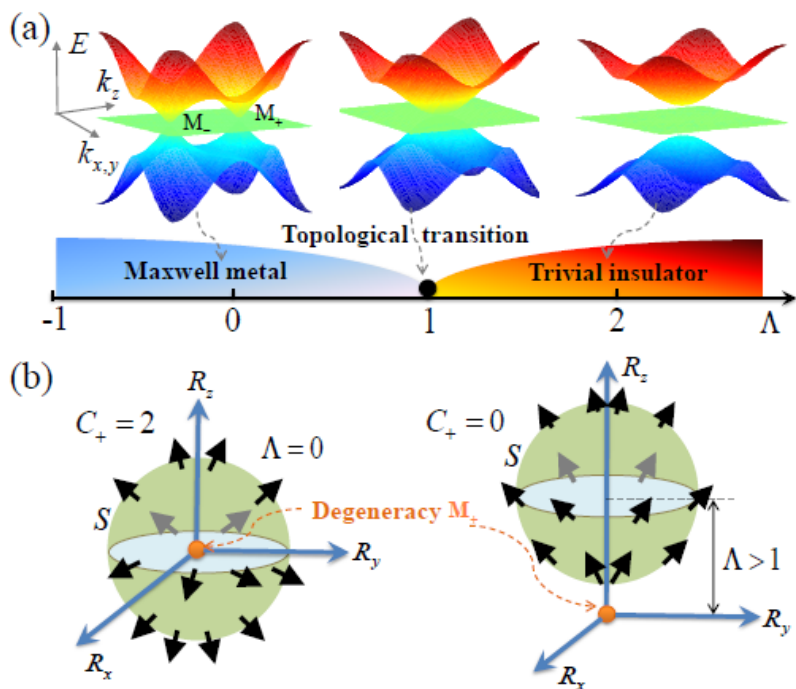 (a)
E
k_z
k_{x,y}
M_-
M_+
Topological transition
Maxwell metal
Trivial insulator
-1 0 1 2 Λ
(b)
R_z
C_+ = 2
Λ = 0
S
Degeneracy M_+
R_y
R_x
R_z
C_+ = 0
S
Λ > 1
R_y
R_x